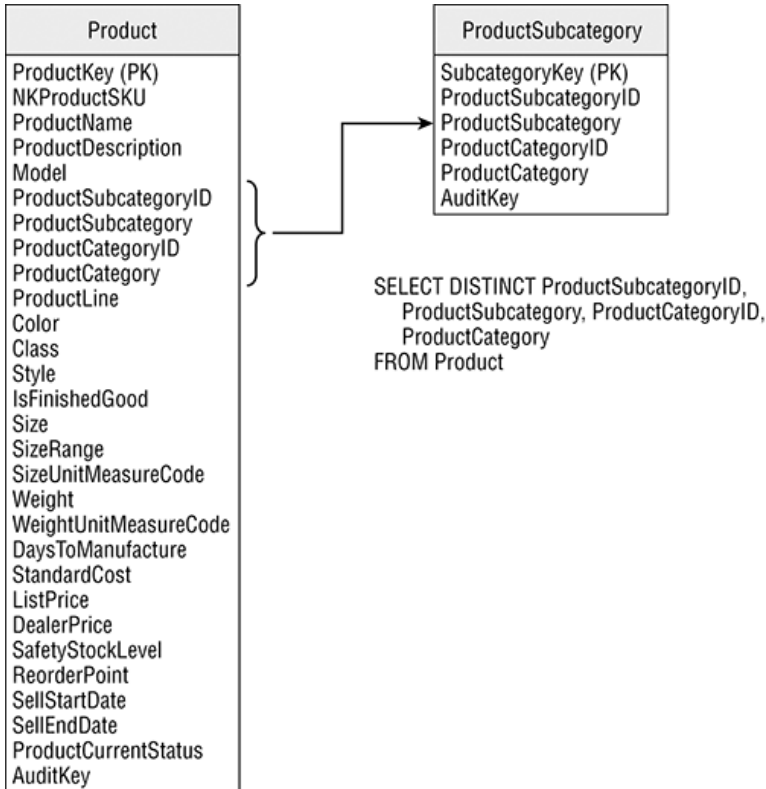 Product
ProductKey (PK)
NKProductSKU
ProductName
ProductDescription
Model
ProductSubcategoryID
ProductSubcategory
ProductCategoryID
ProductCategory
ProductLine
Color
Class
Style
IsFinishedGood
Size
SizeRange
SizeUnitMeasureCode
Weight
WeightUnitMeasureCode
DaysToManufacture
StandardCost
ListPrice
DealerPrice
SafetyStockLevel
ReorderPoint
SellStartDate
SellEndDate
ProductCurrentStatus
AuditKey
ProductSubcategory
SubcategoryKey (PK)
ProductSubcategoryID
ProductSubcategory
ProductCategoryID
ProductCategory
AuditKey
SELECT DISTINCT ProductSubcategoryID,
ProductSubcategory, ProductCategoryID,
ProductCategory
FROM Product